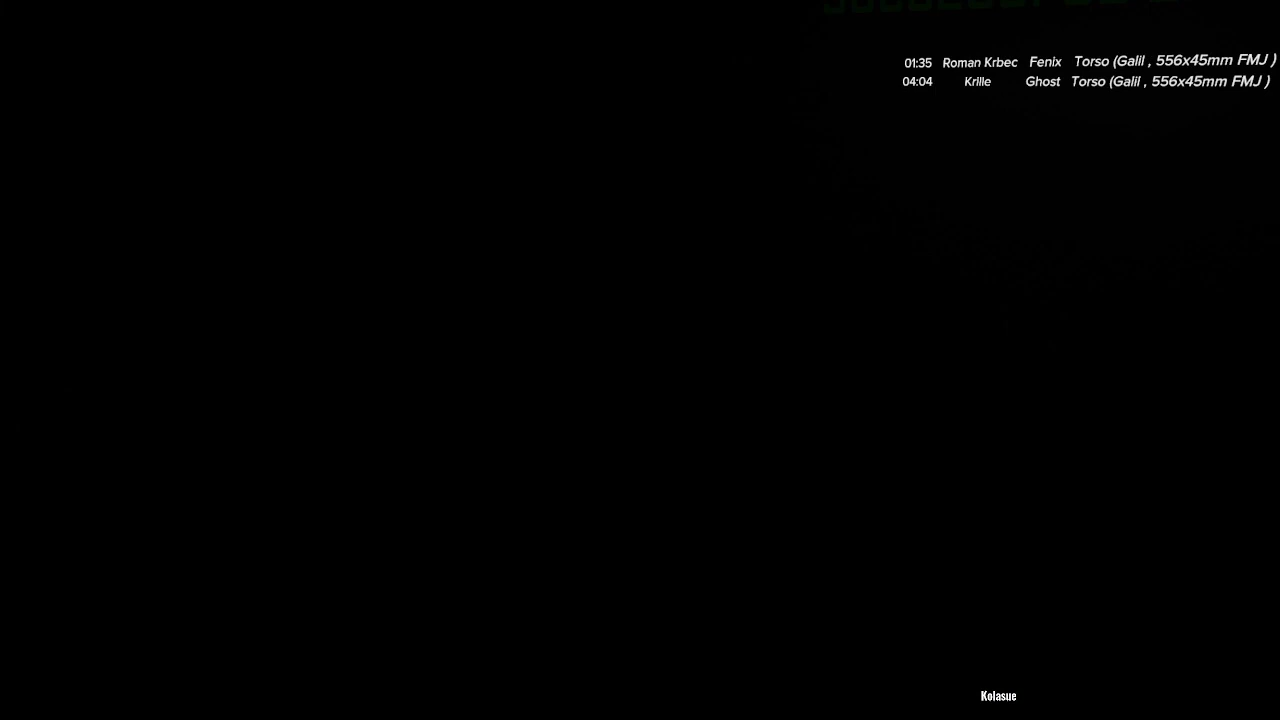 01:35 Roman Krbec Fenix Torso (Galil , 556x45mm FMJ )
04:04 Krille Ghost Torso (Galil , 556x45mm FMJ )
Kolasue